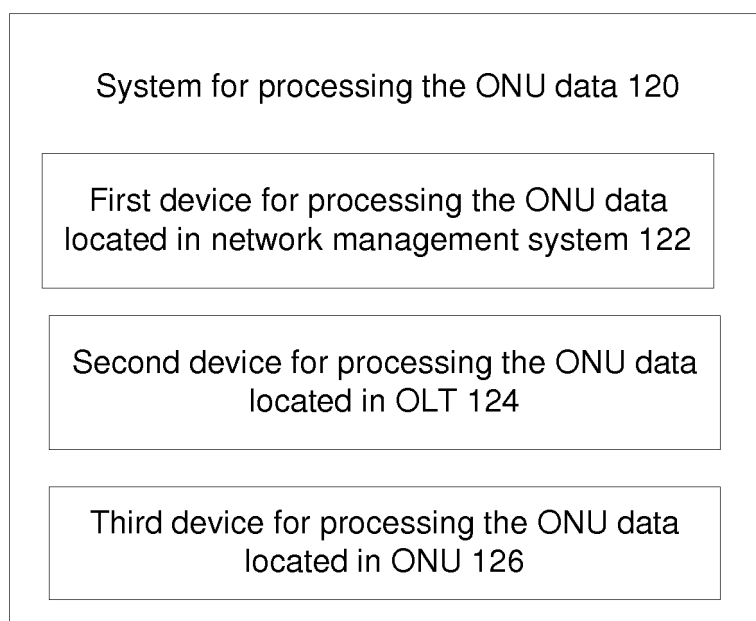 System for processing the ONU data 120
First device for processing the ONU data
located in network management system 122
Second device for processing the ONU data
located in OLT 124
Third device for processing the ONU data
located in ONU 126